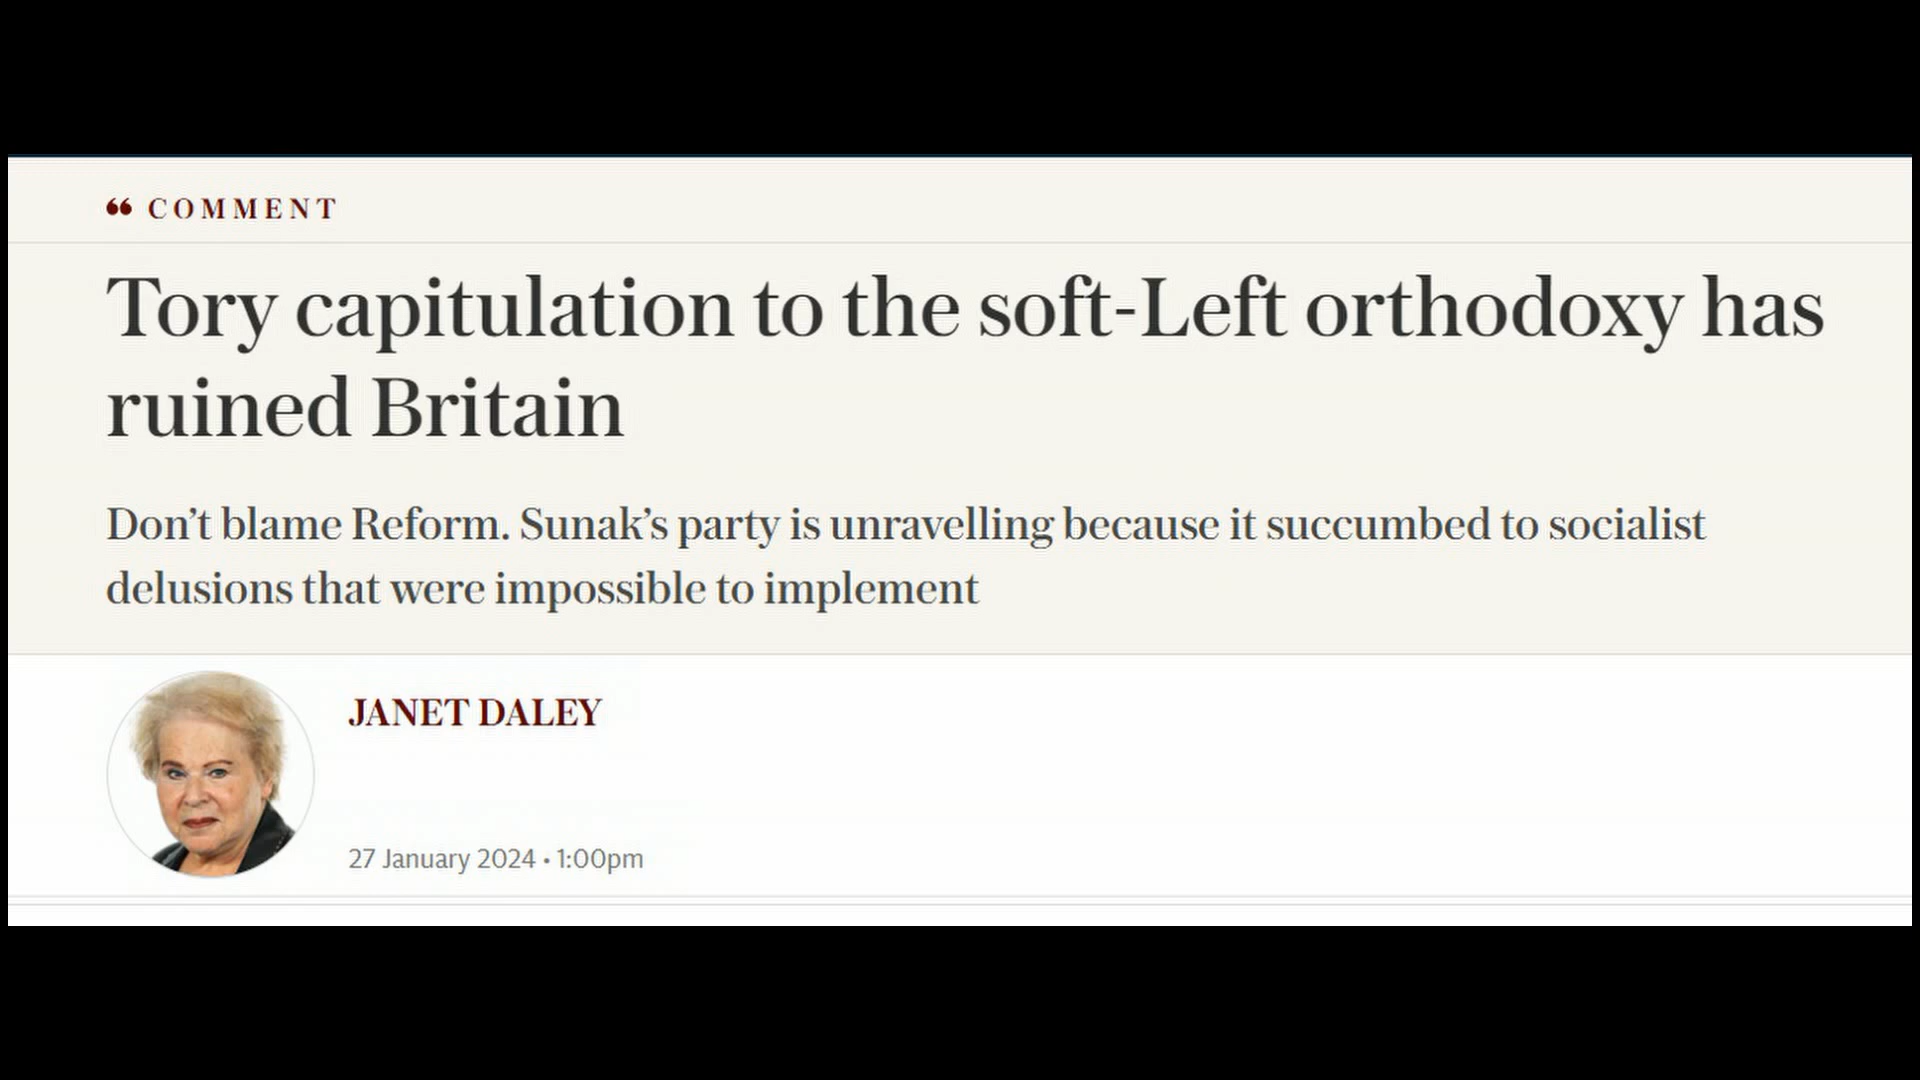 “ COMMENT
Tory capitulation to the soft-Left orthodoxy has
ruined Britain
Don’t blame Reform. Sunak’s party is unravelling because it succumbed to socialist
delusions that were impossible to implement
JANET DALEY
27 January 2024 • 1:00pm